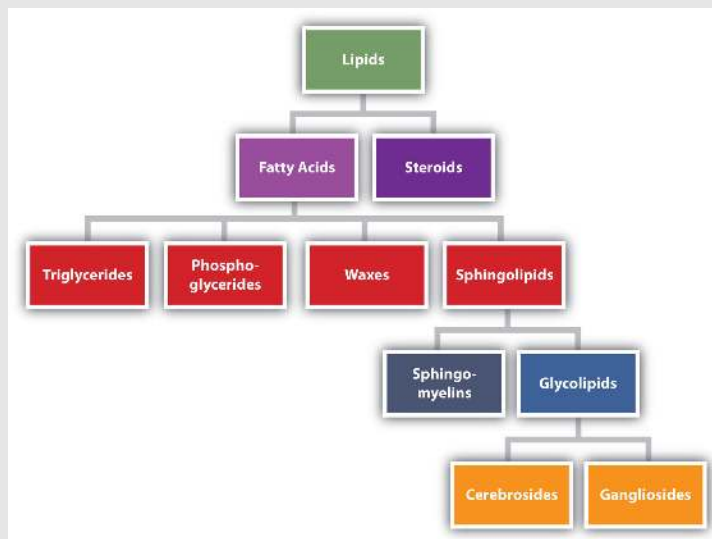 Lipids
Fatty Acids
Steroids
Triglycerides
Phospho-
glycerides
Waxes
Sphingolipids
Sphingo-
myelins
Glycolipids
Cerebrosides
Gangliosides